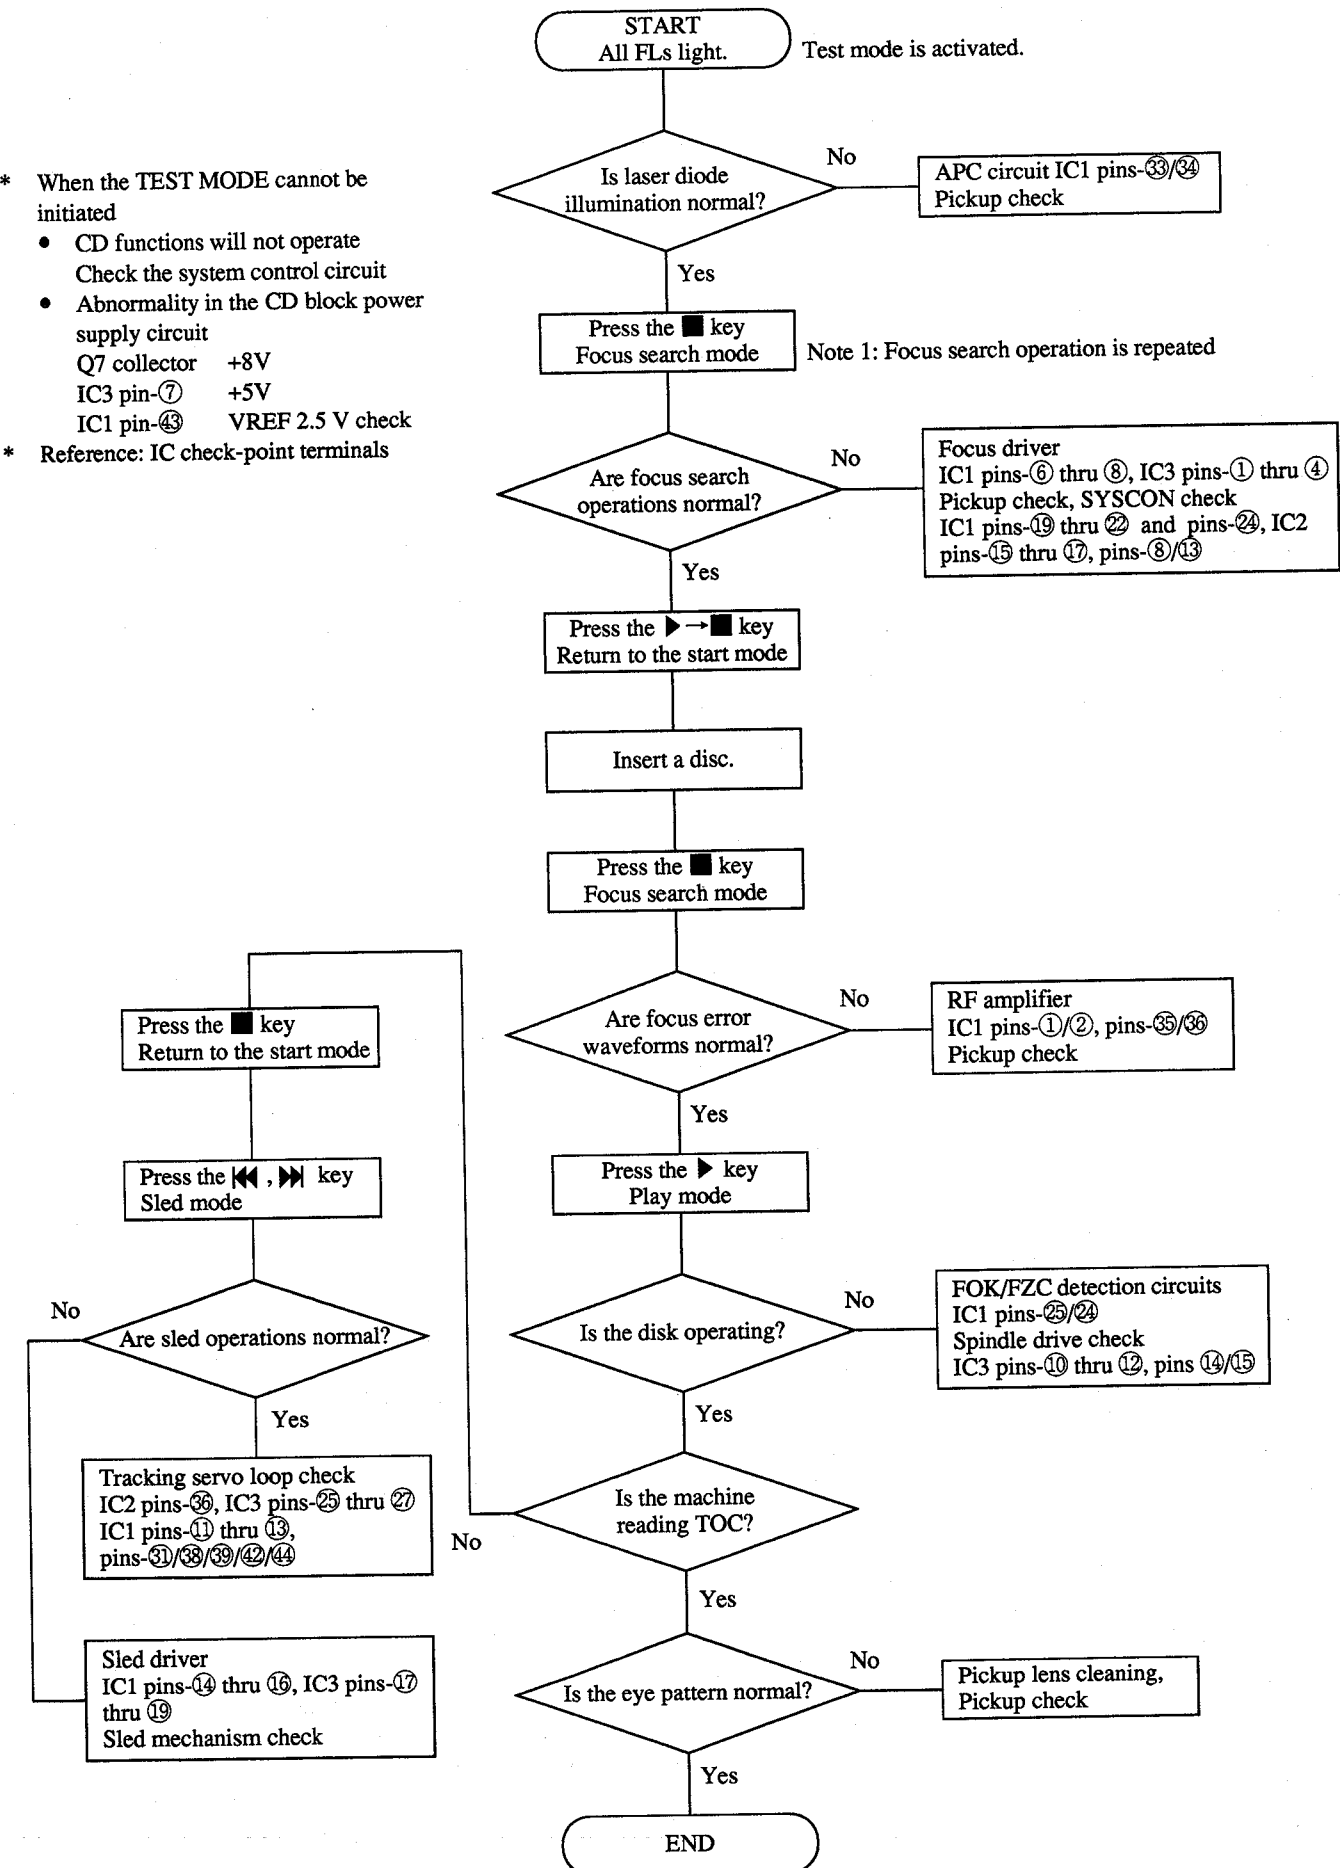 START
All FLs light.
Test mode is activated.
Is laser diode
illumination normal?
No
APC circuit IC1 pins-㉝/㉞
Pickup check
* When the TEST MODE cannot be
initiated
● CD functions will not operate
Check the system control circuit
● Abnormality in the CD block power
supply circuit
Q7 collector +8V
IC3 pin-⑦ +5V
IC1 pin-㊸ VREF 2.5 V check
* Reference: IC check-point terminals
Yes
Press the ■ key
Focus search mode
Note 1: Focus search operation is repeated
Are focus search
operations normal?
No
Focus driver
IC1 pins-⑥ thru ⑧, IC3 pins-① thru ④
Pickup check, SYSCON check
IC1 pins-⑲ thru ㉒ and pins-㉔, IC2
pins-⑮ thru ⑰, pins-⑧/⑬
Yes
Press the ▶→■ key
Return to the start mode
Insert a disc.
Press the ■ key
Focus search mode
Are focus error
waveforms normal?
No
RF amplifier
IC1 pins-①/②, pins-㉟/㊱
Pickup check
Yes
Press the ▶ key
Play mode
Is the disk operating?
No
FOK/FZC detection circuits
IC1 pins-㉕/㉔
Spindle drive check
IC3 pins-⑩ thru ⑫, pins ⑭/⑮
Yes
Is the machine
reading TOC?
No
Press the ■ key
Return to the start mode
Press the ⏮ , ⏭ key
Sled mode
Are sled operations normal?
No
Yes
Tracking servo loop check
IC2 pins-㊱, IC3 pins-㉕ thru ㉗
IC1 pins-⑪ thru ⑬,
pins-㉛/㊳/㊴/㊷/㊹
Sled driver
IC1 pins-⑭ thru ⑯, IC3 pins-⑰
thru ⑲
Sled mechanism check
Yes
Is the eye pattern normal?
No
Pickup lens cleaning,
Pickup check
Yes
END